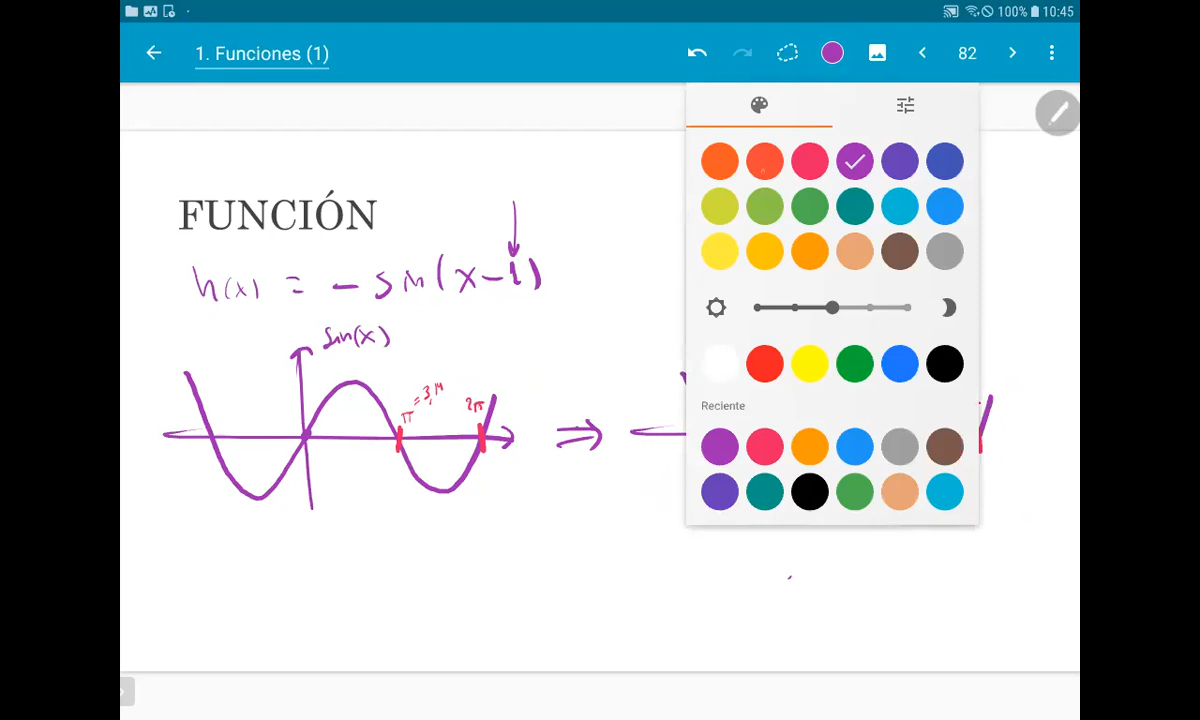 100% 10:45
1. Funciones (1)
82
FUNCIÓN
h(x) = - sin(x-1)
sin(x)
π = 3,14
2π
Reciente